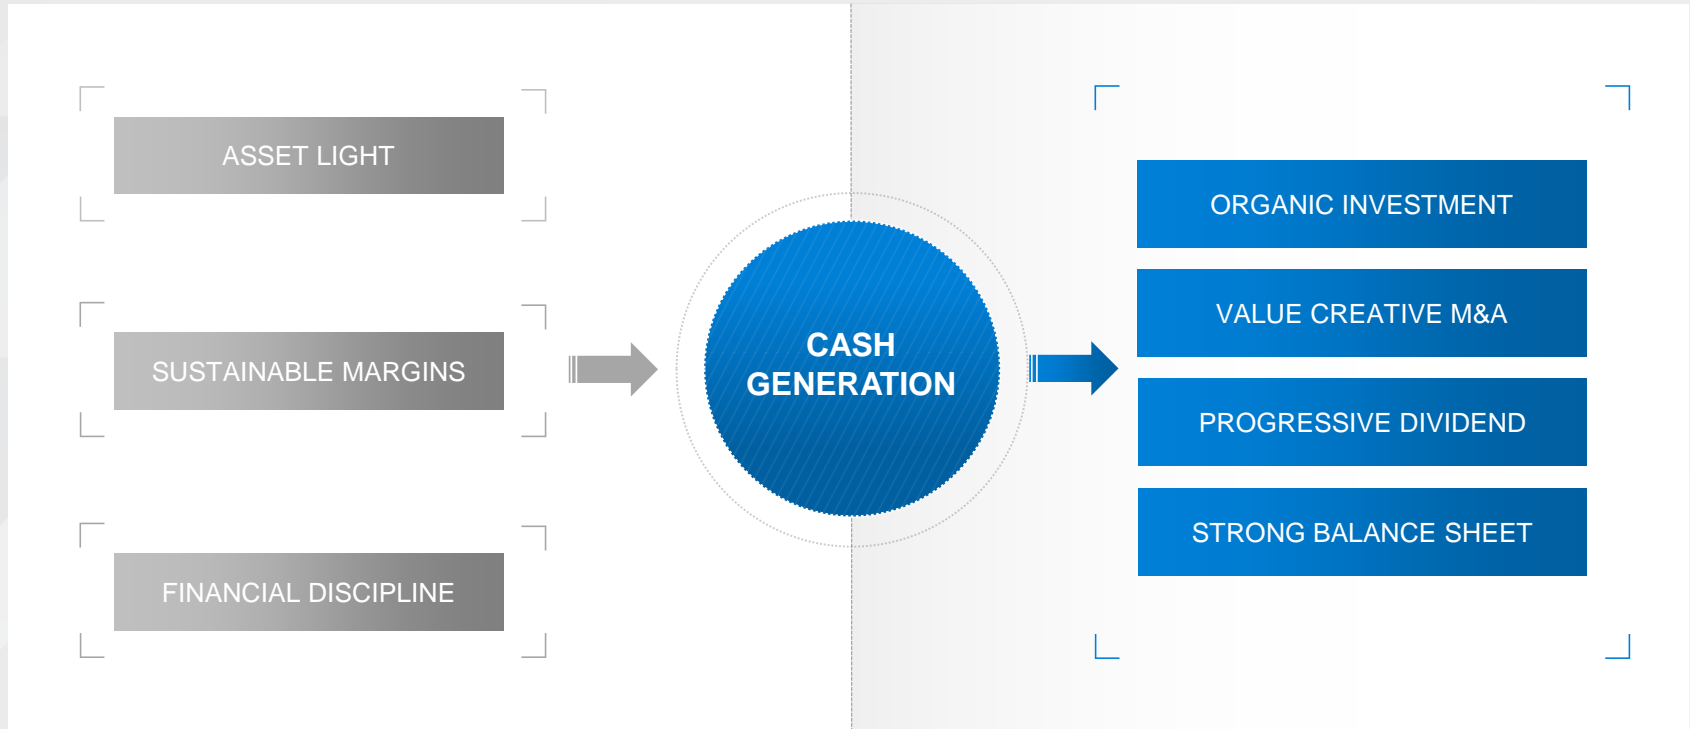 ASSET LIGHT
SUSTAINABLE MARGINS
FINANCIAL DISCIPLINE
CASH
GENERATION
ORGANIC INVESTMENT
VALUE CREATIVE M&A
PROGRESSIVE DIVIDEND
STRONG BALANCE SHEET